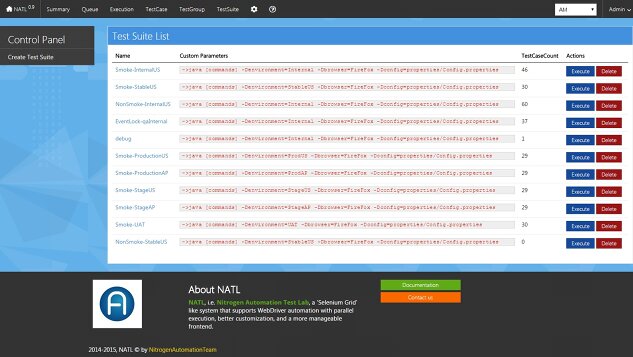 NATL 0.9 Summary Queue Execution TestCase TestGroup TestSuite AM Admin
Control Panel
Create Test Suite
Test Suite List
Name Custom Parameters TestCaseCount Actions
Smoke-InternalUS ->java [commands] -Denvironment=Internal -Dbrowser=FireFox -Dconfig=properties/Config.properties 46 Execute Delete
Smoke-StableUS ->java [commands] -Denvironment=StableUS -Dbrowser=FireFox -Dconfig=properties/Config.properties 30 Execute Delete
NonSmoke-InternalUS ->java [commands] -Denvironment=Internal -Dbrowser=FireFox -Dconfig=properties/Config.properties 60 Execute Delete
EventLock-qaInternal ->java [commands] -Denvironment=Internal -Dbrowser=FireFox -Dconfig=properties/Config.properties 37 Execute Delete
debug ->java [commands] -Denvironment=Internal -Dbrowser=FireFox -Dconfig=properties/Config.properties 1 Execute Delete
Smoke-ProductionUS ->java [commands] -Denvironment=ProdUS -Dbrowser=FireFox -Dconfig=properties/Config.properties 29 Execute Delete
Smoke-ProductionAP ->java [commands] -Denvironment=ProdAP -Dbrowser=FireFox -Dconfig=properties/Config.properties 29 Execute Delete
Smoke-StageUS ->java [commands] -Denvironment=StageUS -Dbrowser=FireFox -Dconfig=properties/Config.properties 29 Execute Delete
Smoke-StageAP ->java [commands] -Denvironment=StageAP -Dbrowser=FireFox -Dconfig=properties/Config.properties 29 Execute Delete
Smoke-UAT ->java [commands] -Denvironment=UAT -Dbrowser=FireFox -Dconfig=properties/Config.properties 30 Execute Delete
NonSmoke-StableUS ->java [commands] -Denvironment=StableUS -Dbrowser=FireFox -Dconfig=properties/Config.properties 0 Execute Delete
A
About NATL
NATL, i.e. Nitrogen Automation Test Lab, a 'Selenium Grid'
like system that supports WebDriver automation with parallel
execution, better customization, and a more manageable
frontend.
Documentation
Contact us
2014-2015, NATL © by NitrogenAutomationTeam